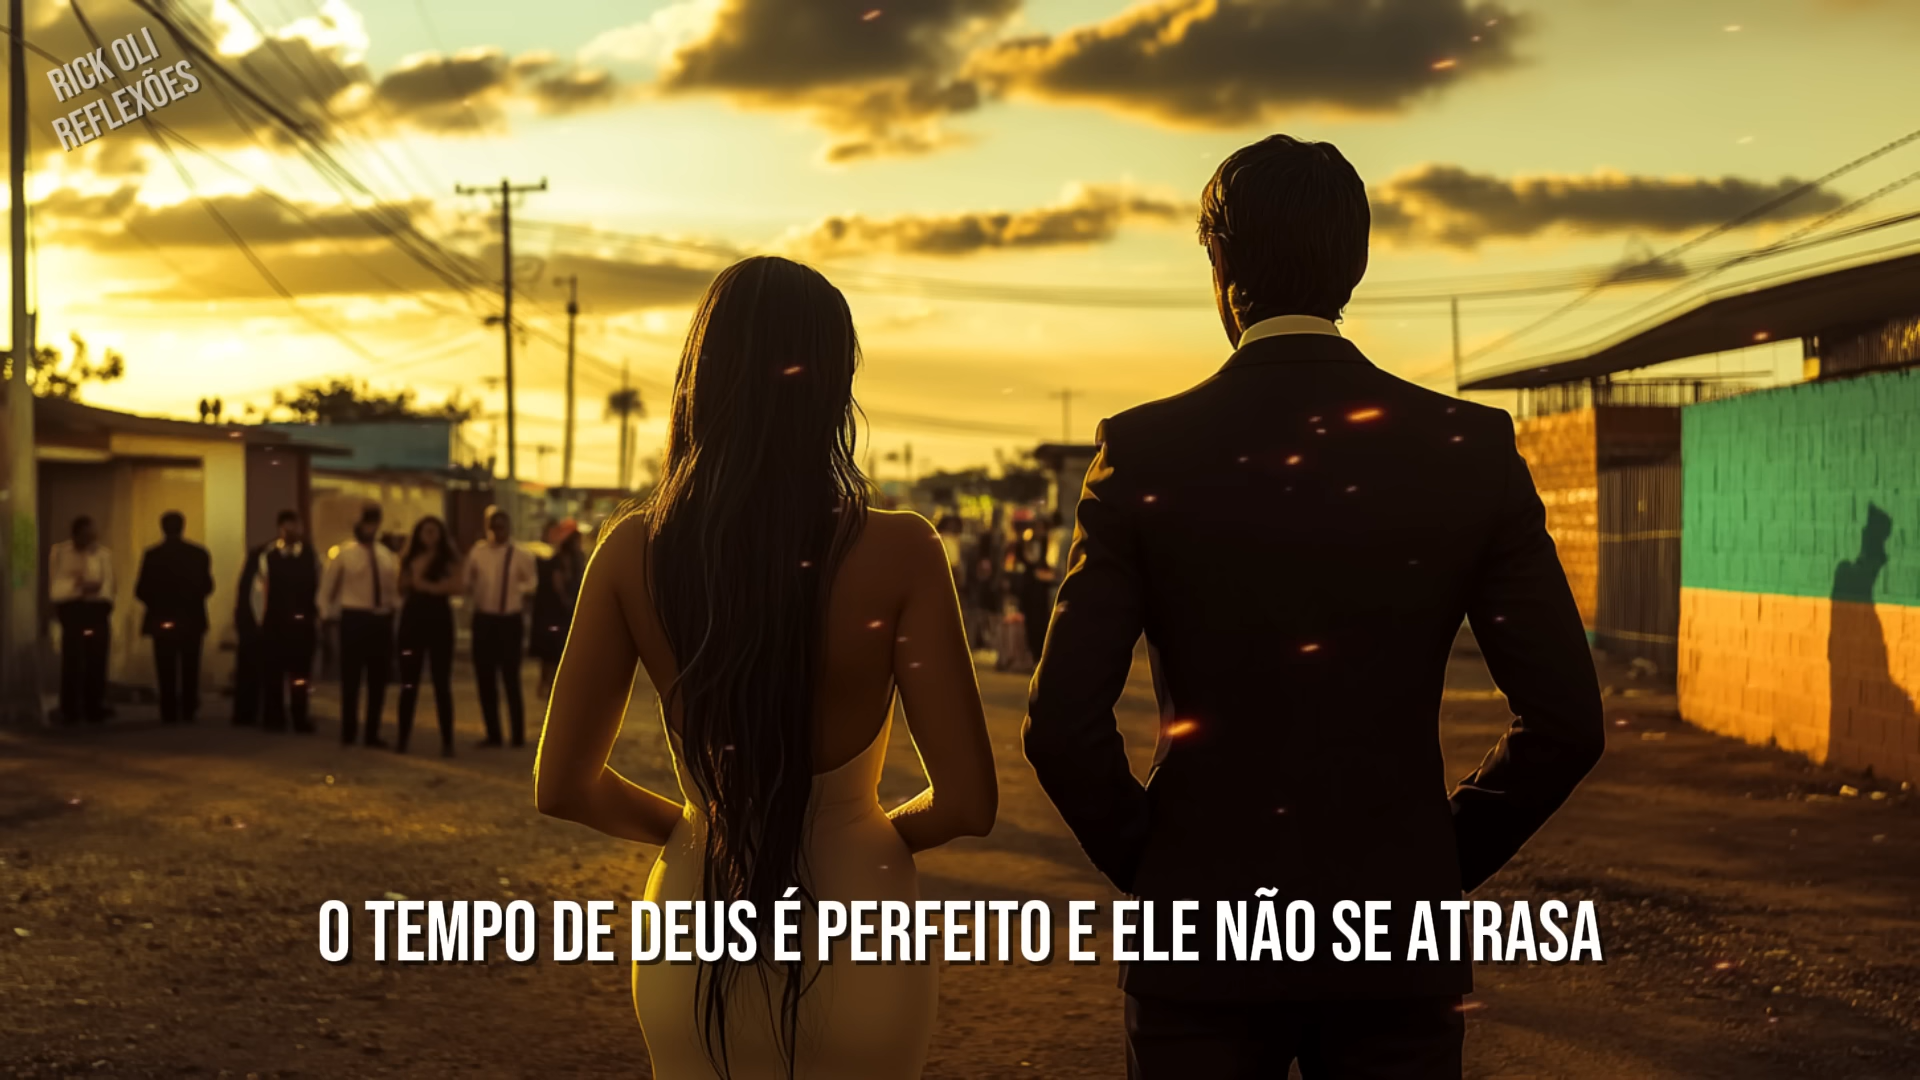 RICK OLI
REFLEXÕES
O TEMPO DE DEUS É PERFEITO E ELE NÃO SE ATRASA